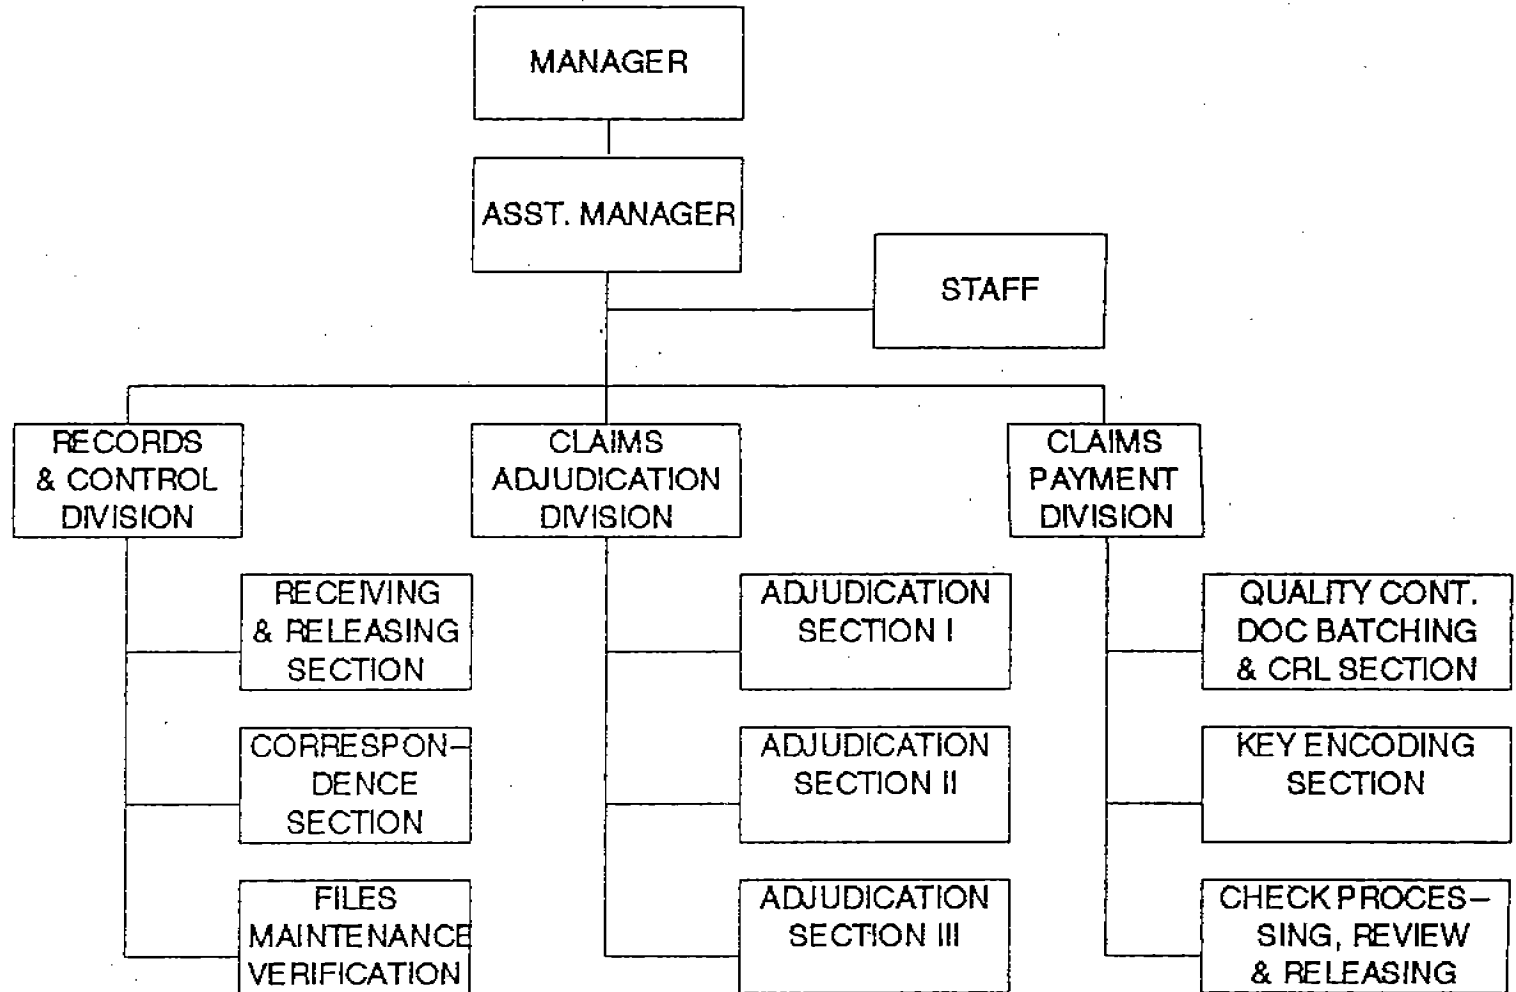 MANAGER
ASST. MANAGER
STAFF
RECORDS
& CONTROL
DIVISION
CLAIMS
ADJUDICATION
DIVISION
CLAIMS
PAYMENT
DIVISION
RECEIVING
& RELEASING
SECTION
ADJUDICATION
SECTION I
QUALITY CONT.
DOC BATCHING
& CRL SECTION
CORRESPON-
DENCE
SECTION
ADJUDICATION
SECTION II
KEY ENCODING
SECTION
FILES
MAINTENANCE
VERIFICATION
ADJUDICATION
SECTION III
CHECK PROCES-
SING, REVIEW
& RELEASING